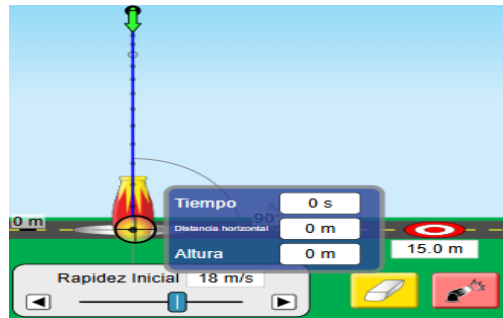 Tiempo 0 s
0 m
90°
Distancia horizontal 0 m
Altura 0 m
15.0 m
Rapidez Inicial 18 m/s